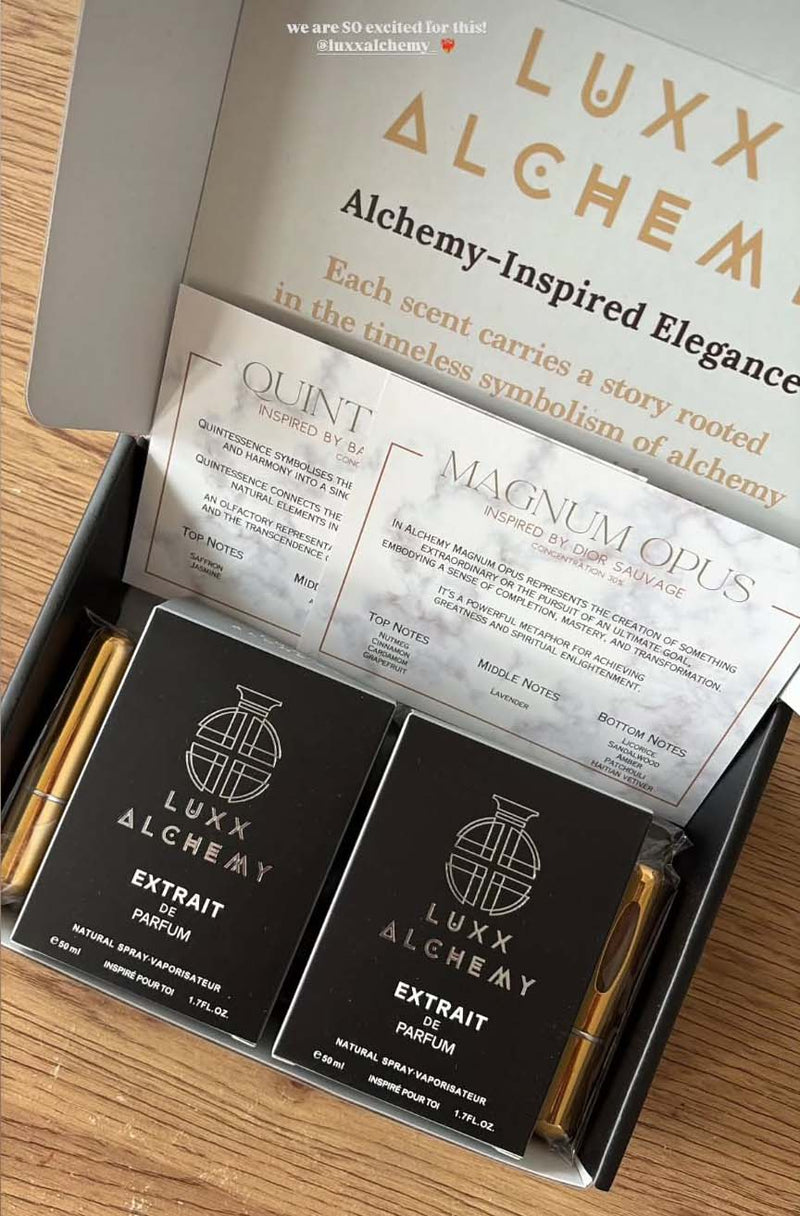 we are SO excited for this!
@luxxalchemy_
LUXX
ALCHEM
Alchemy-Inspired Elegance
Each scent carries a story rooted
in the timeless symbolism of alchemy
QUINT
INSPIRED BY BA
CONC
QUINTESSENCE SYMBOLISES THE
AND HARMONY INTO A SING
QUINTESSENCE CONNECTS THE
NATURAL ELEMENTS IN
AN OLFACTORY REPRESENTA
AND THE TRANSCENDENCE
TOP NOTES
SAFFRON
JASMINE
MIDD
MAGNUM OPUS
INSPIRED BY DIOR SAUVAGE
CONCENTRATION 30%
IN ALCHEMY MAGNUM OPUS REPRESENTS THE CREATION OF SOMETHING
EXTRAORDINARY OR THE PURSUIT OF AN ULTIMATE GOAL,
EMBODYING A SENSE OF COMPLETION, MASTERY, AND TRANSFORMATION.
IT'S A POWERFUL METAPHOR FOR ACHIEVING
GREATNESS AND SPIRITUAL ENLIGHTENMENT.
TOP NOTES
NUTMEG
CINNAMON
CARDAMOM
GRAPEFRUIT
MIDDLE NOTES
LAVENDER
BOTTOM NOTES
LICORICE
SANDALWOOD
AMBER
PATCHOULI
HAITIAN VETIVER
LUXX
ALCHEMY
EXTRAIT
DE
PARFUM
NATURAL SPRAY·VAPORISATEUR
℮50ml INSPIRÉ POUR TOI 1.7FL.OZ.
LUXX
ALCHEMY
EXTRAIT
DE
PARFUM
NATURAL SPRAY·VAPORISATEUR
℮50ml INSPIRÉ POUR TOI 1.7FL.OZ.